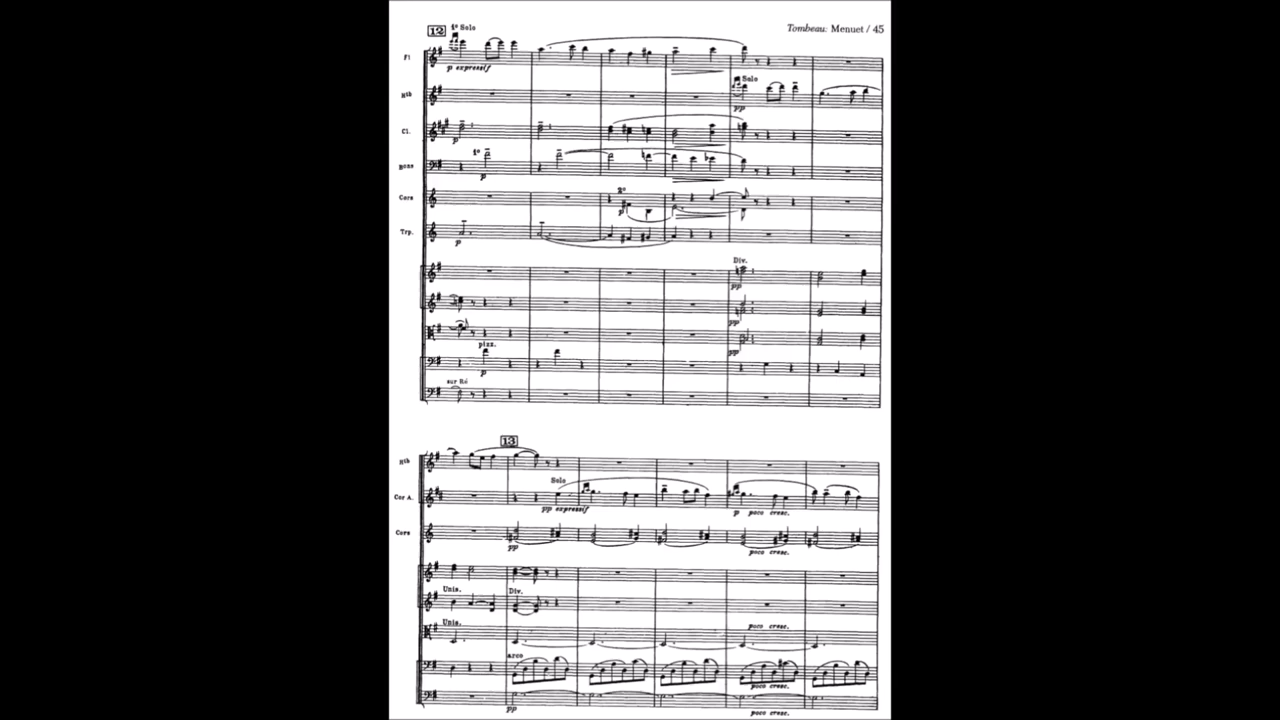 12 1º Solo Tombeau: Menuet / 45
Fl
p expressif
Solo
Htb
pp
Cl.
p
1º
Bons
p
2º
Cors
p
Trp.
p
Div.
pp
pp
pizz.
pp
p
sur Ré
13
Htb
Solo
Cor A.
pp expressif
p poco cresc.
Cors
pp
poco cresc.
Unis. Div.
Unis. poco cresc.
arco
poco cresc.
pp
poco cresc.